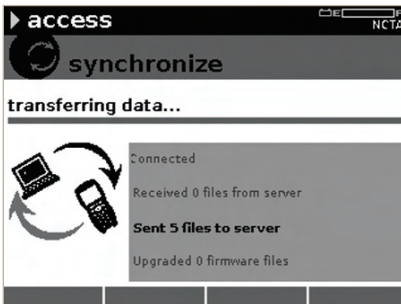 access
E F
NCTA
synchronize
transferring data...
Connected
Received 0 files from server
Sent 5 files to server
Upgraded 0 firmware files